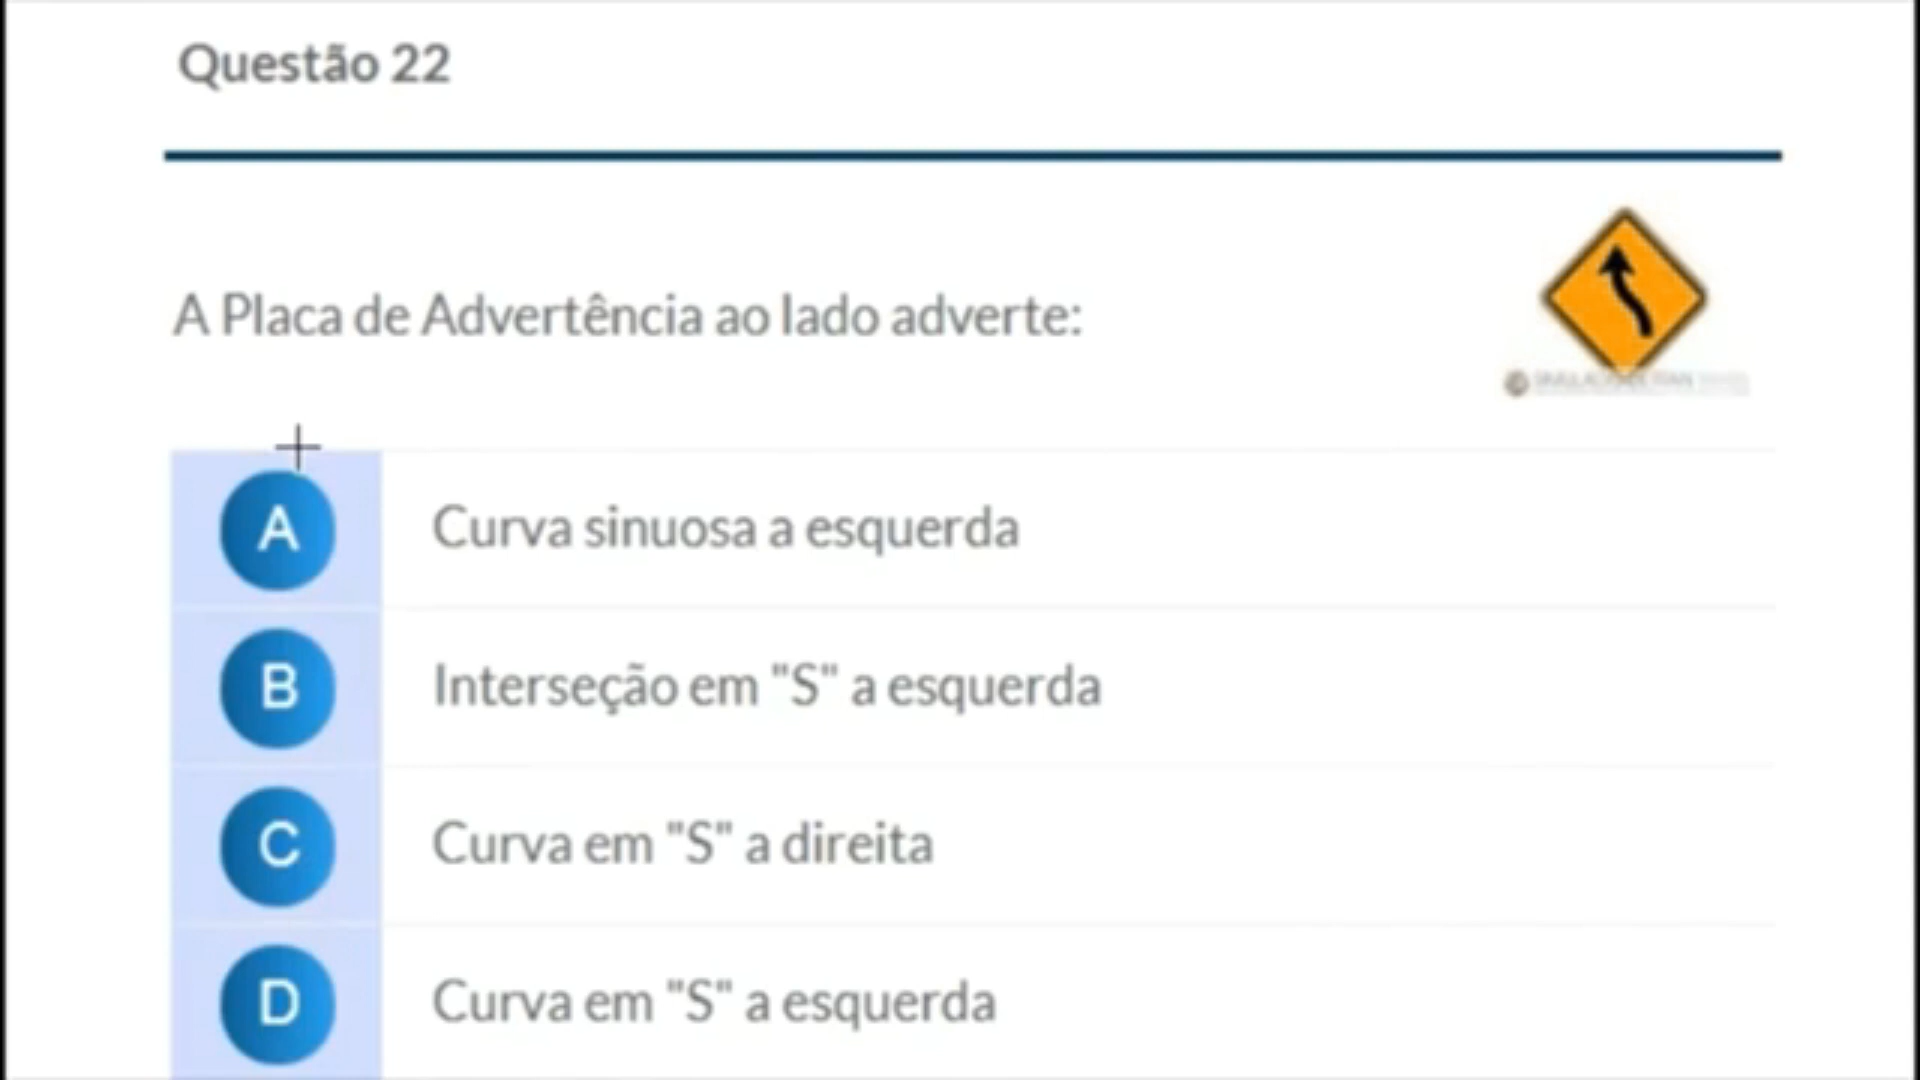 Questão 22
A Placa de Advertência ao lado adverte:
A Curva sinuosa a esquerda
B Interseção em "S" a esquerda
C Curva em "S" a direita
D Curva em "S" a esquerda